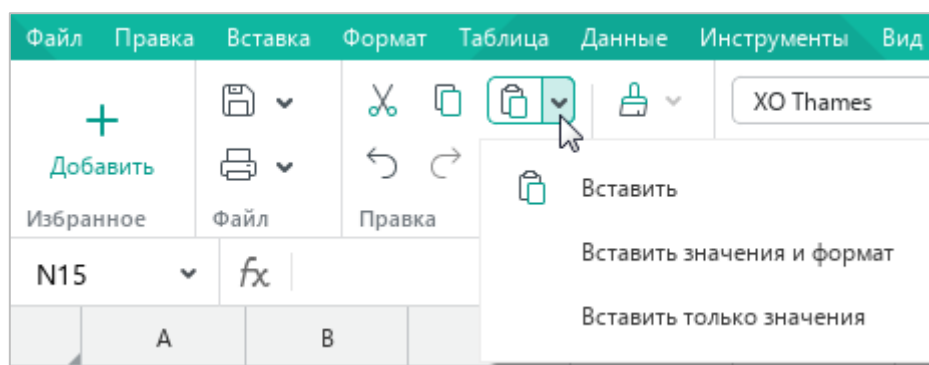 Файл Правка Вставка Формат Таблица Данные Инструменты Вид
XO Thames
Добавить
Вставить
Избранное Файл Правка
Вставить значения и формат
N15 fx
Вставить только значения
A B